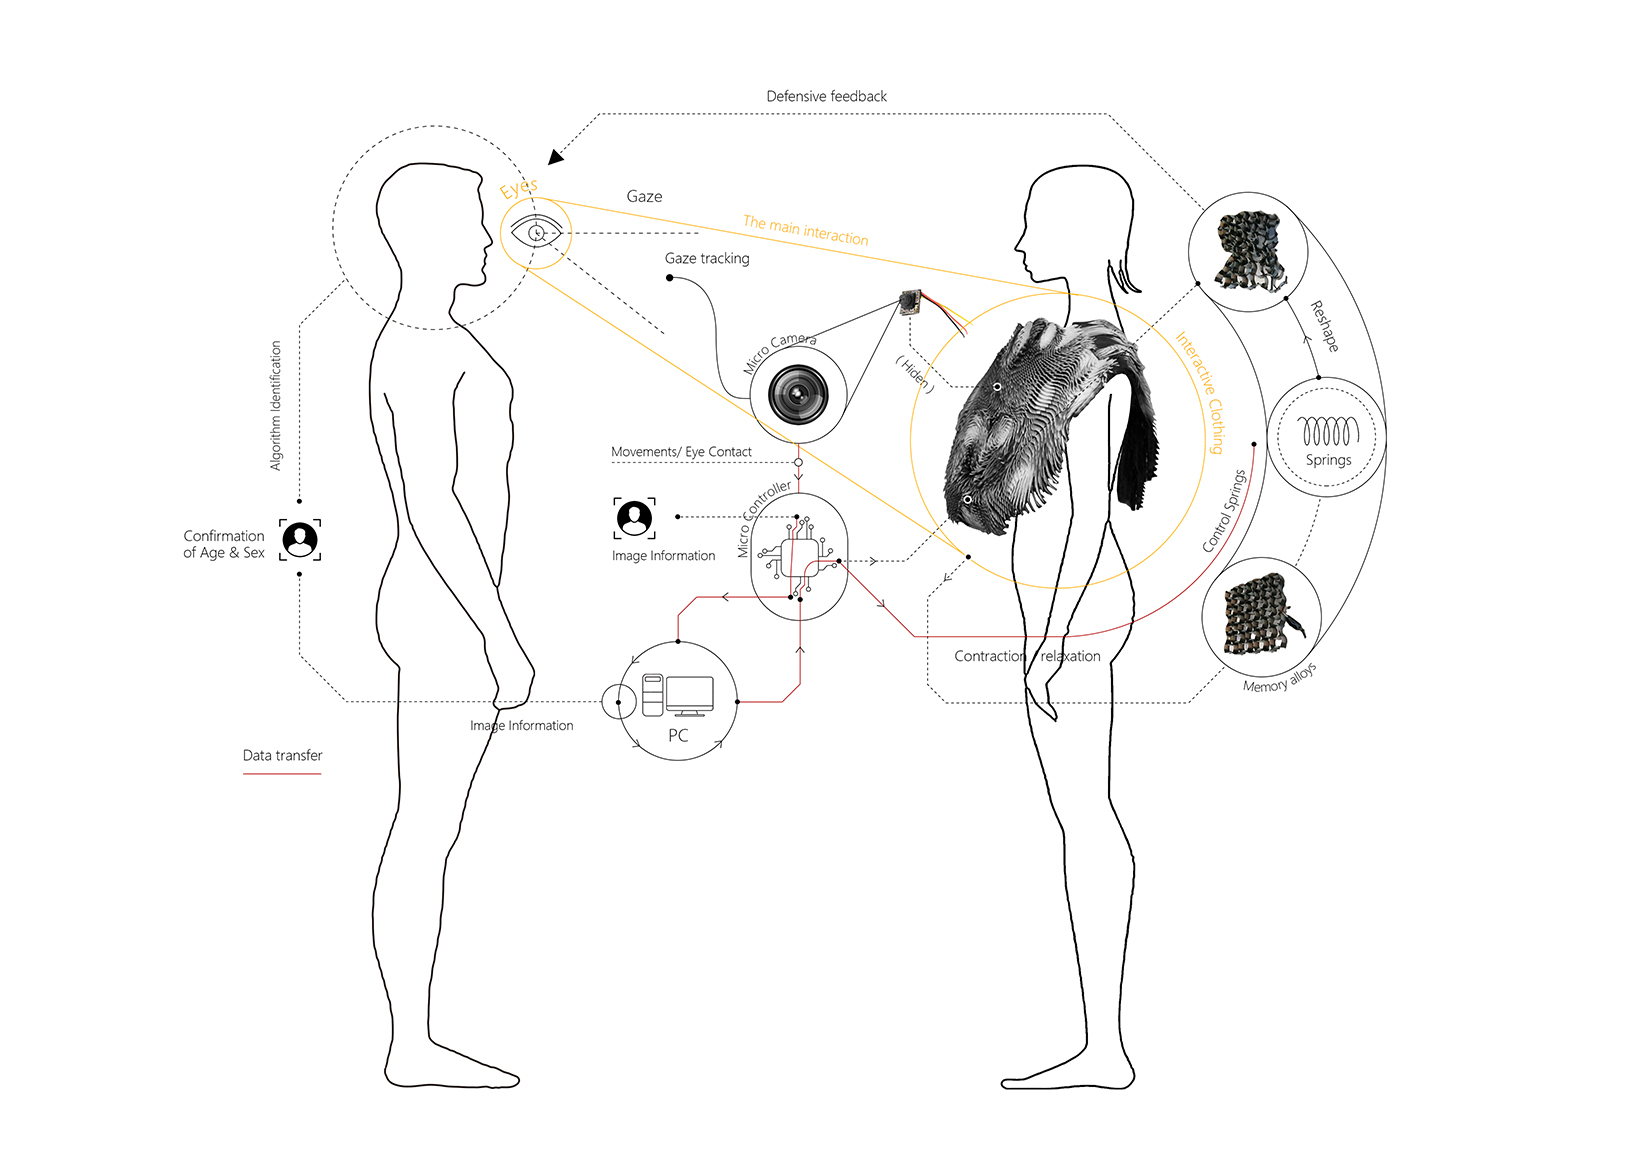 Defensive feedback
Eyes
Gaze
The main interaction
Gaze tracking
Micro Camera
( Hiden )
Interactive Clothing
Reshape
Springs
Algorithm Identification
Movements/ Eye Contact
Micro Controller
Control Springs
Confirmation
of Age & Sex
Image Information
Contraction / relaxation
Memory alloys
Image Information
PC
Data transfer